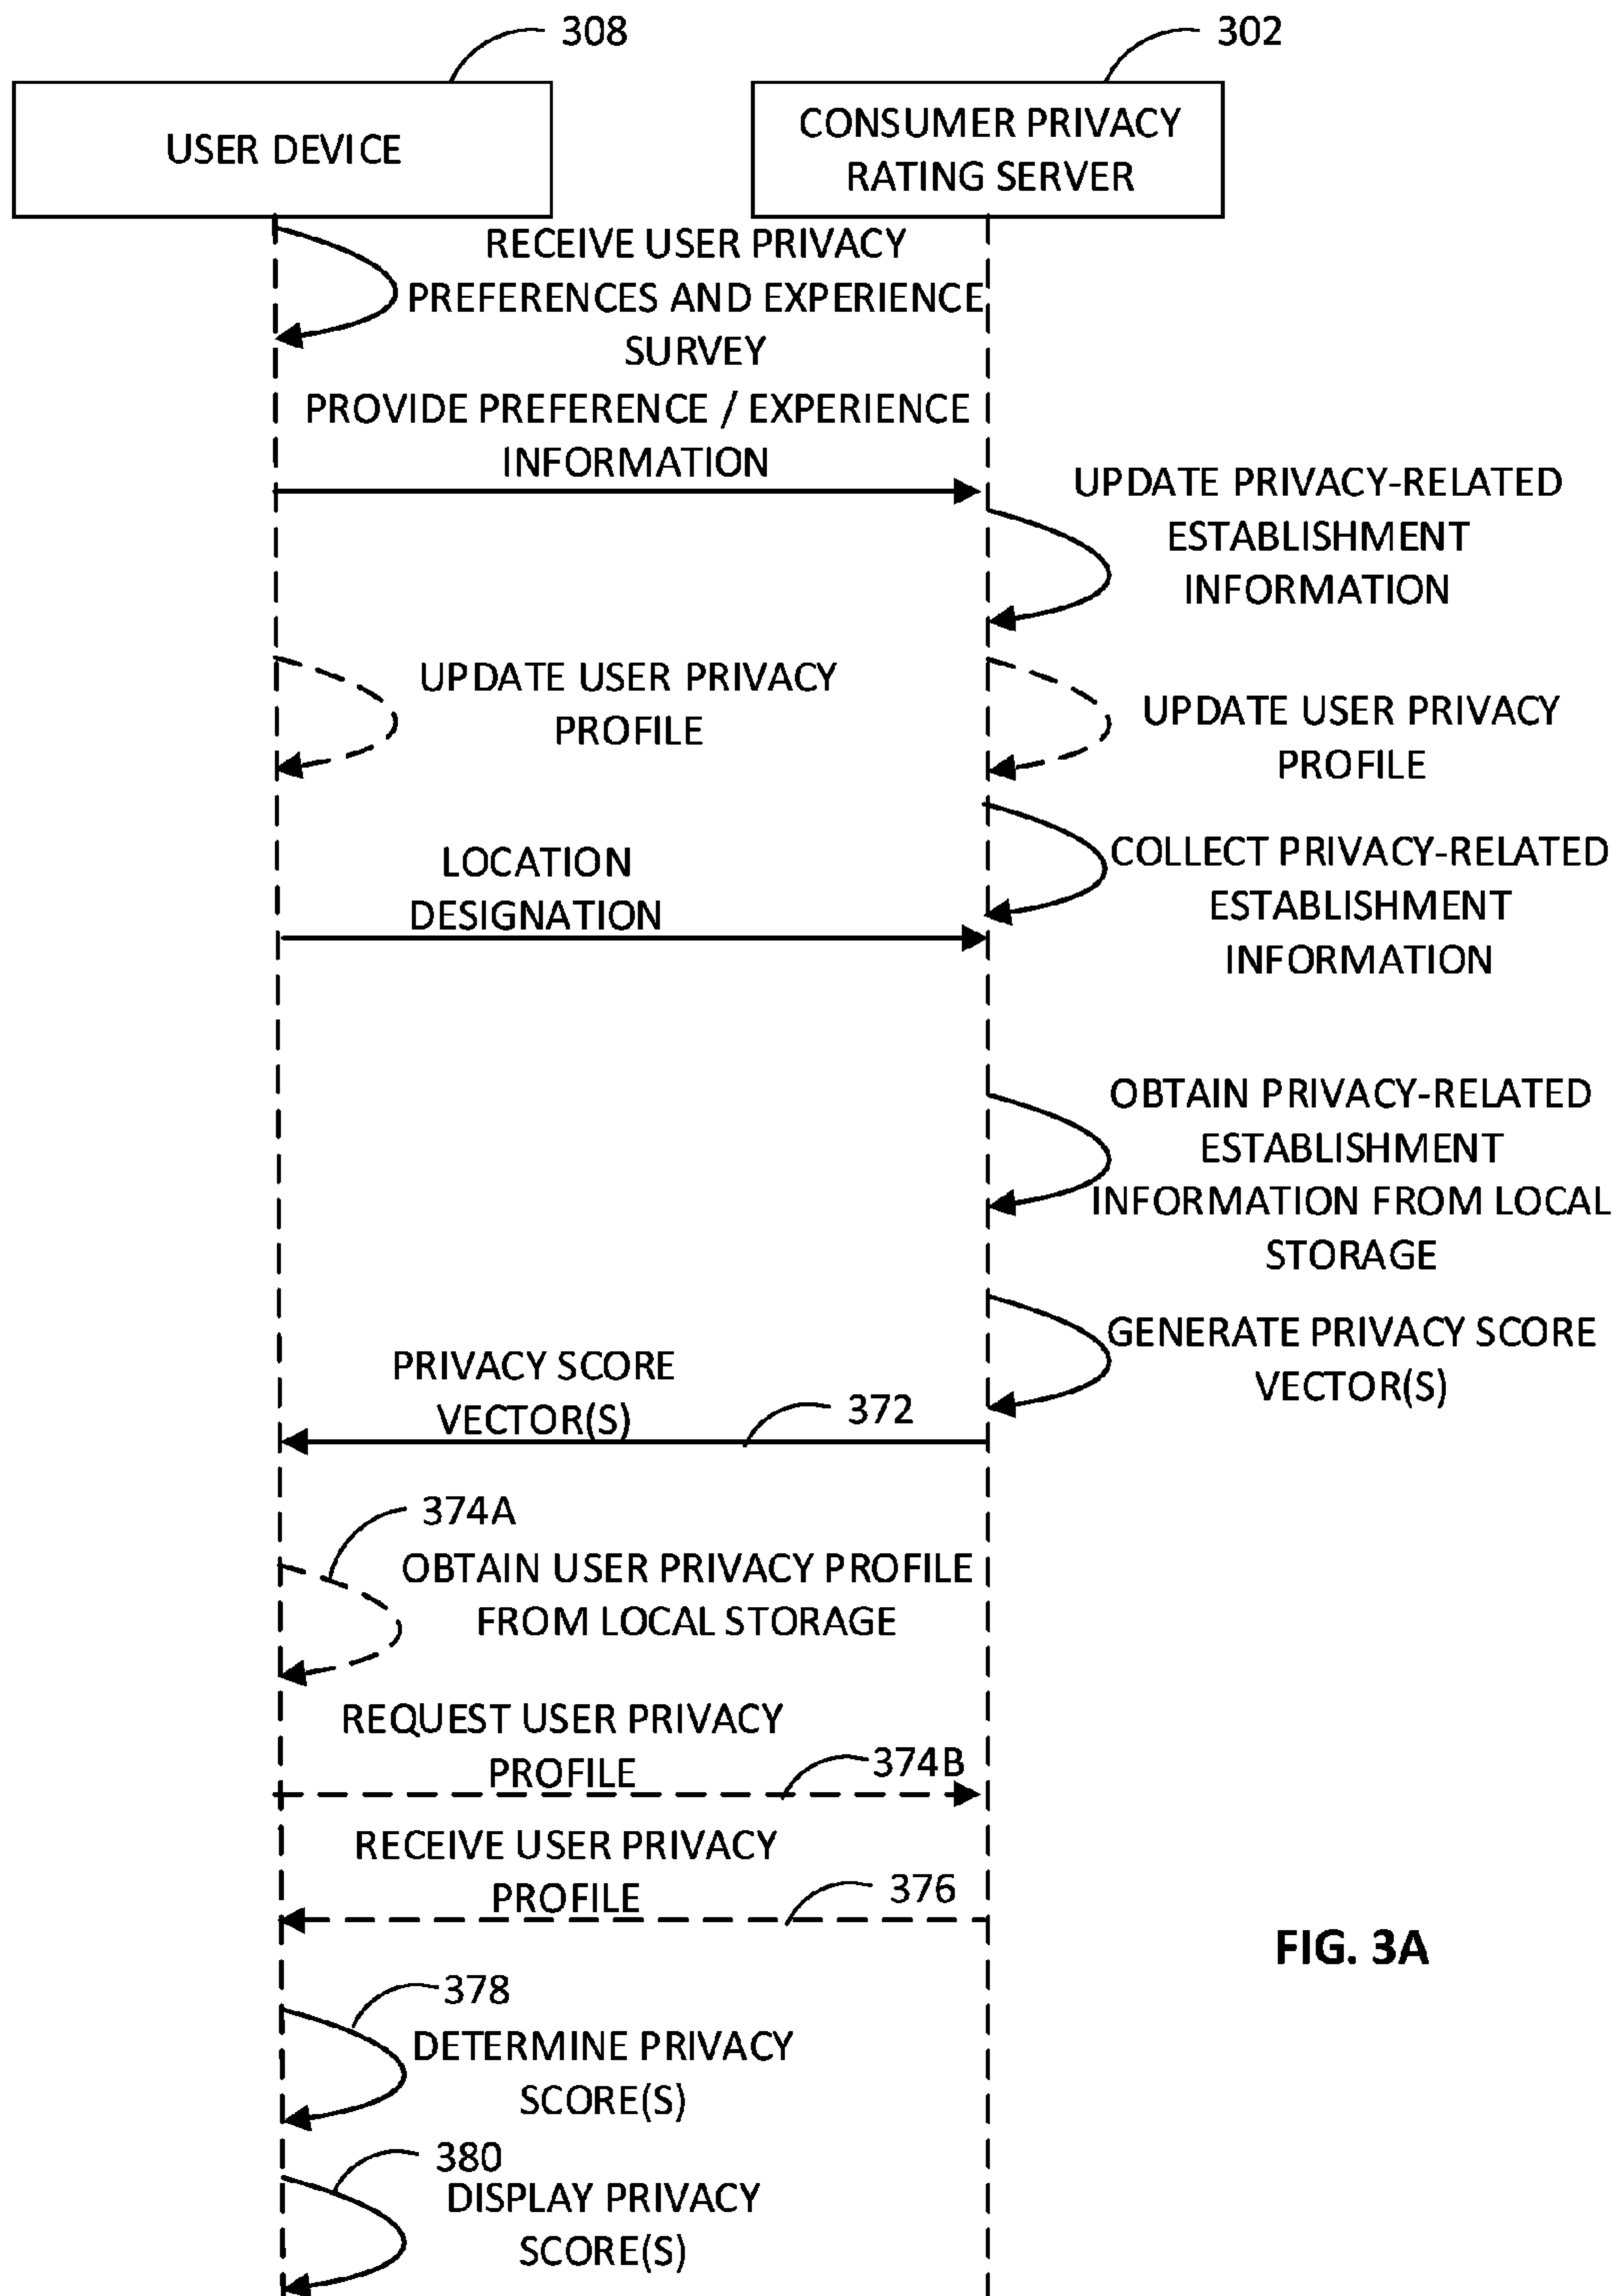 308
302
USER DEVICE
CONSUMER PRIVACY
RATING SERVER
RECEIVE USER PRIVACY
PREFERENCES AND EXPERIENCE
SURVEY
PROVIDE PREFERENCE / EXPERIENCE
INFORMATION
UPDATE PRIVACY-RELATED
ESTABLISHMENT
INFORMATION
UPDATE USER PRIVACY
PROFILE
UPDATE USER PRIVACY
PROFILE
LOCATION
DESIGNATION
COLLECT PRIVACY-RELATED
ESTABLISHMENT
INFORMATION
OBTAIN PRIVACY-RELATED
ESTABLISHMENT
INFORMATION FROM LOCAL
STORAGE
GENERATE PRIVACY SCORE
VECTOR(S)
PRIVACY SCORE
VECTOR(S)
372
374A
OBTAIN USER PRIVACY PROFILE
FROM LOCAL STORAGE
REQUEST USER PRIVACY
PROFILE
374B
RECEIVE USER PRIVACY
PROFILE
376
FIG. 3A
378
DETERMINE PRIVACY
SCORE(S)
380
DISPLAY PRIVACY
SCORE(S)